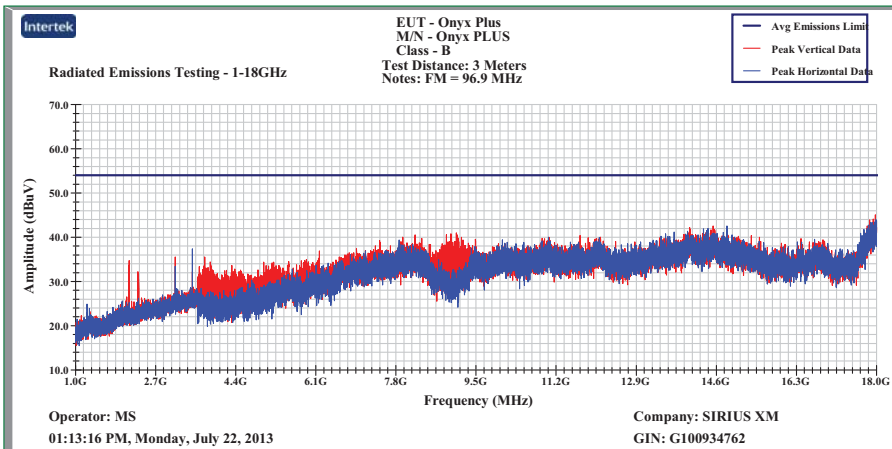 Intertek
EUT - Onyx Plus
M/N - Onyx PLUS
Class - B
Test Distance: 3 Meters
Notes: FM = 96.9 MHz
Radiated Emissions Testing - 1-18GHz
Avg Emissions Limit
Peak Vertical Data
Peak Horizontal Data
Amplitude (dBuV)
70.0
60.0
50.0
40.0
30.0
20.0
10.0
1.0G 2.7G 4.4G 6.1G 7.8G 9.5G 11.2G 12.9G 14.6G 16.3G 18.0G
Frequency (MHz)
Operator: MS
Company: SIRIUS XM
01:13:16 PM, Monday, July 22, 2013
GIN: G100934762